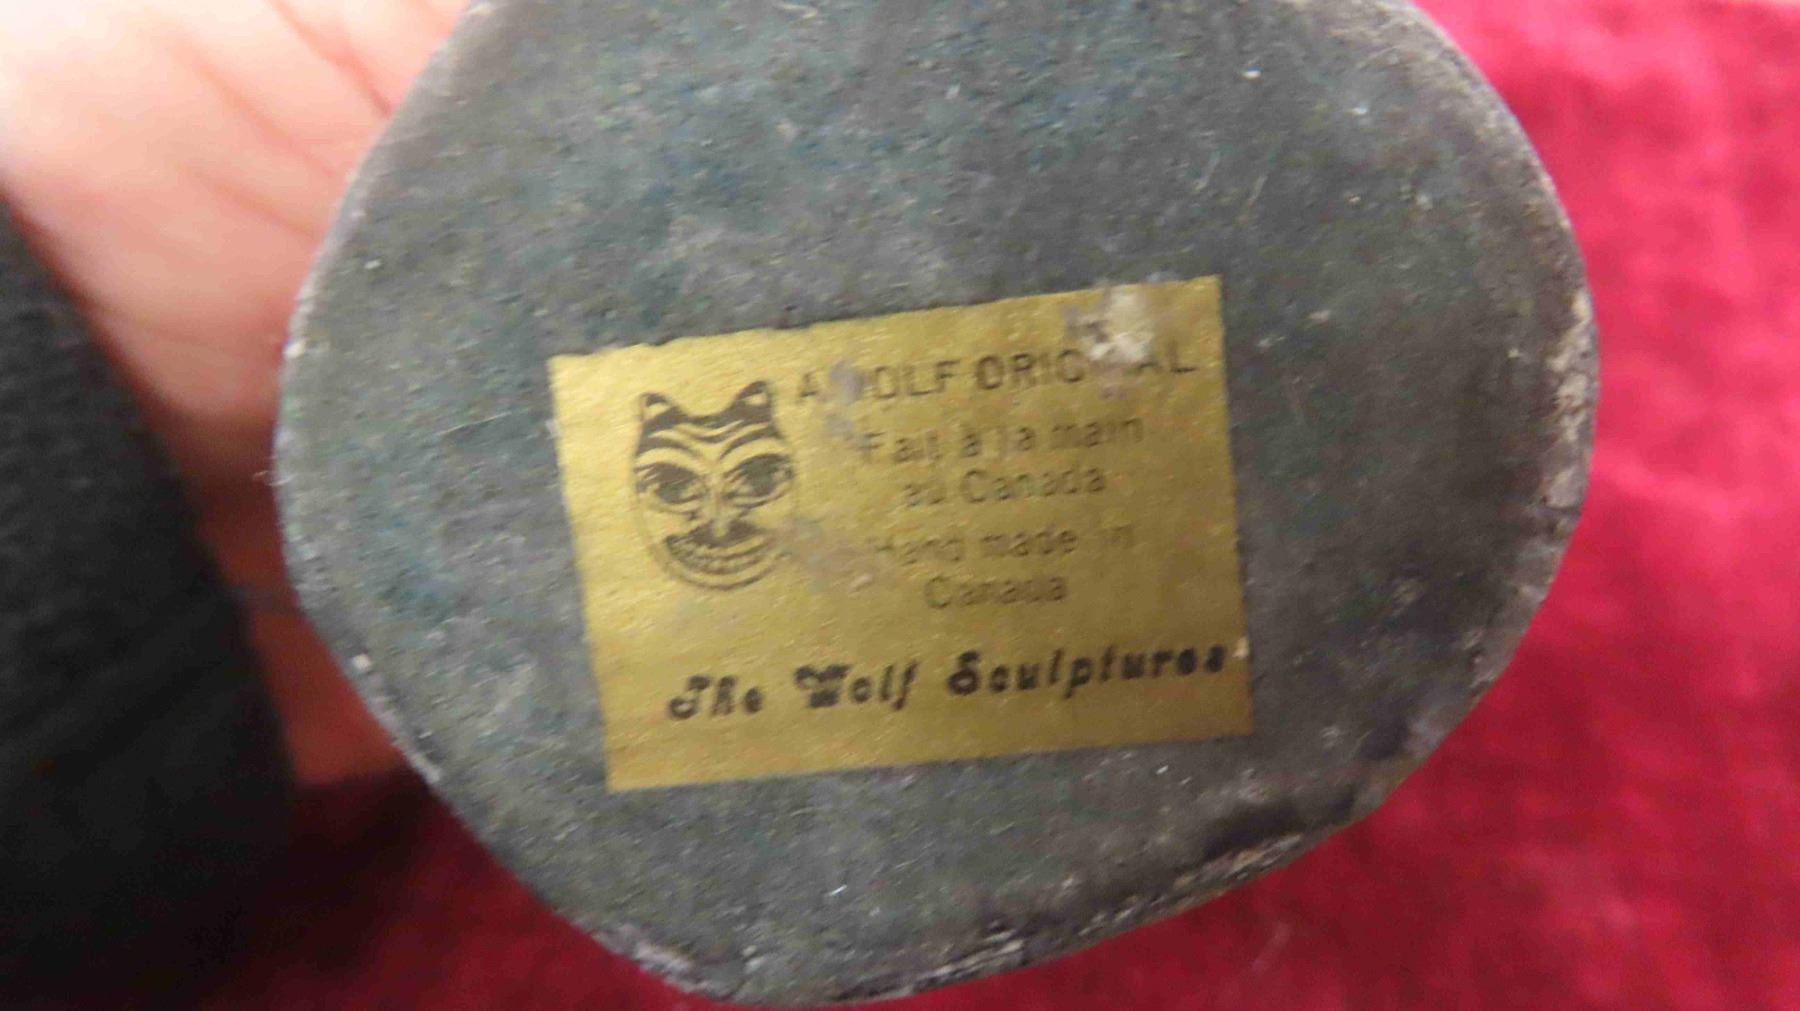 A WOLF ORIGINAL
Fait à la main
au Canada
Hand made in
Canada
The Wolf Sculptures